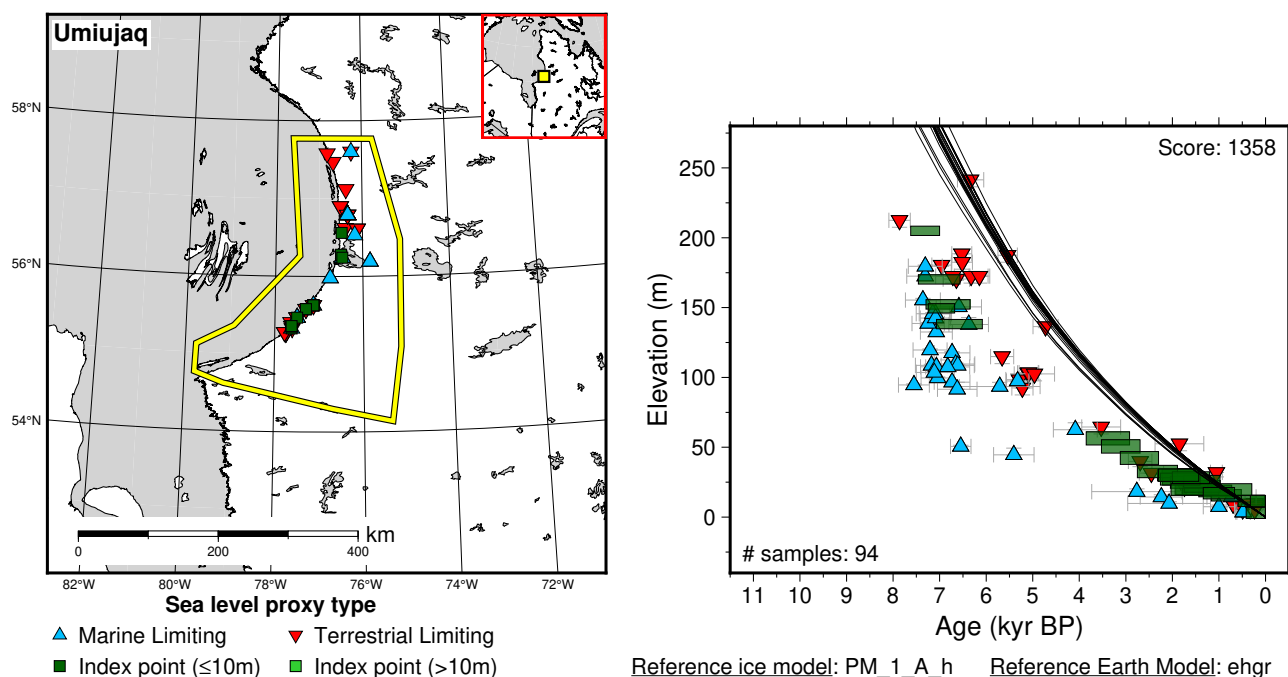 Umiujaq
58°N
56°N
54°N
82°W
80°W
78°W
76°W
74°W
72°W
km
0
200
400
Sea level proxy type
Marine Limiting
Terrestrial Limiting
Index point (≤10m)
Index point (>10m)
Score: 1358
250
200
150
100
50
0
Elevation (m)
# samples: 94
11 10 9 8 7 6 5 4 3 2 1 0
Age (kyr BP)
Reference ice model: PM_1_A_h Reference Earth Model: ehgr